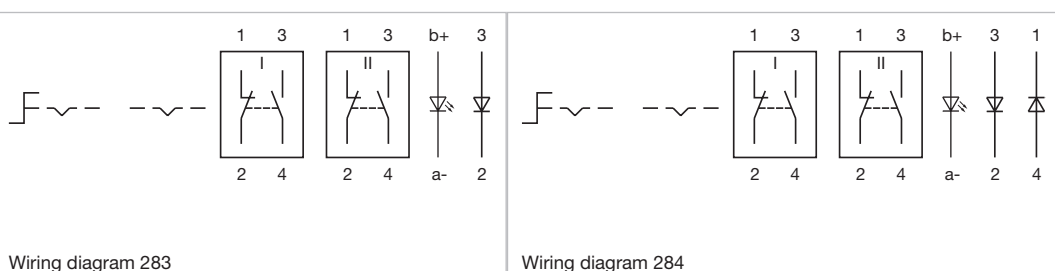 1 3 1 3 b+ 3
I II
2 4 2 4 a- 2
Wiring diagram 283
1 3 1 3 b+ 3 1
I II
2 4 2 4 a- 2 4
Wiring diagram 284